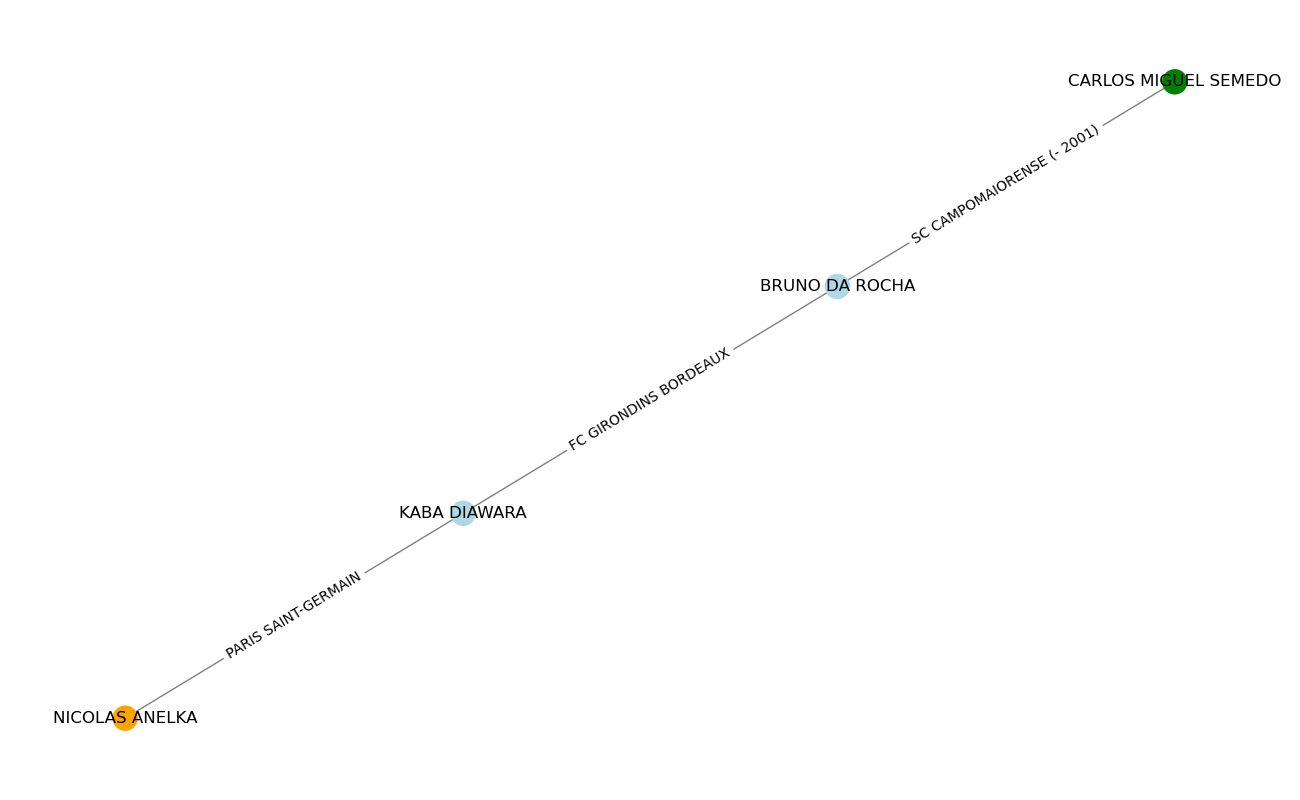 CARLOS MIGUEL SEMEDO
SC CAMPOMAIORENSE (- 2001)
BRUNO DA ROCHA
FC GIRONDINS BORDEAUX
KABA DIAWARA
PARIS SAINT-GERMAIN
NICOLAS ANELKA